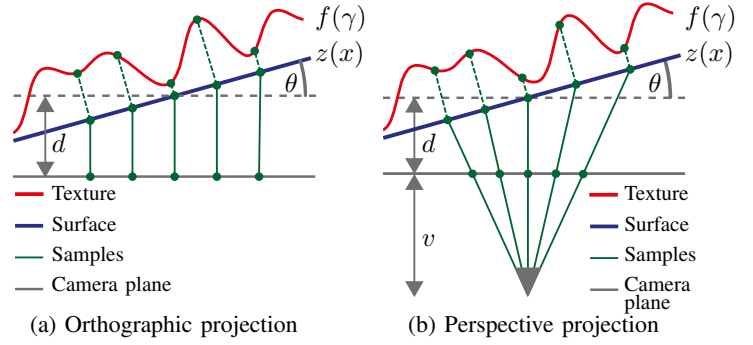 f(γ)
z(x)
θ
d
Texture
Surface
Samples
Camera plane
(a) Orthographic projection
f(γ)
z(x)
θ
d
v
Texture
Surface
Samples
Camera
plane
(b) Perspective projection